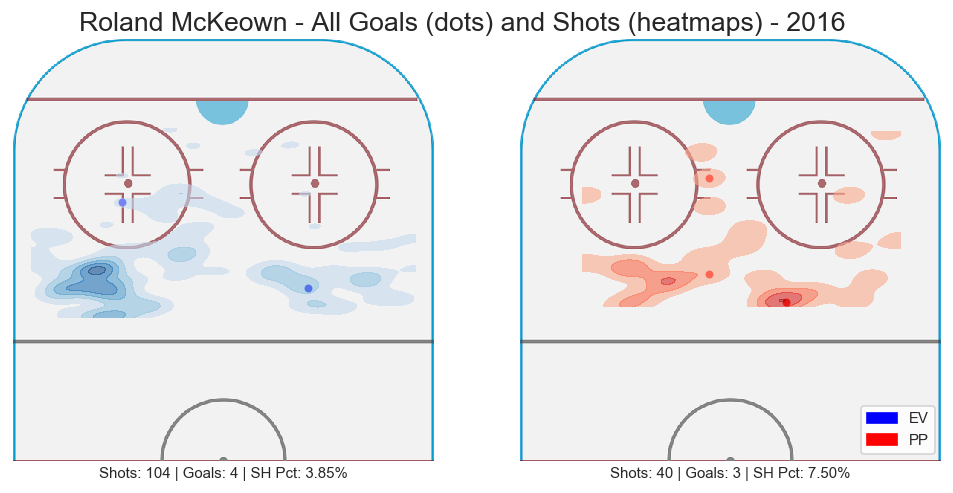 Roland McKeown - All Goals (dots) and Shots (heatmaps) - 2016
EV
PP
Shots: 104 | Goals: 4 | SH Pct: 3.85%
Shots: 40 | Goals: 3 | SH Pct: 7.50%